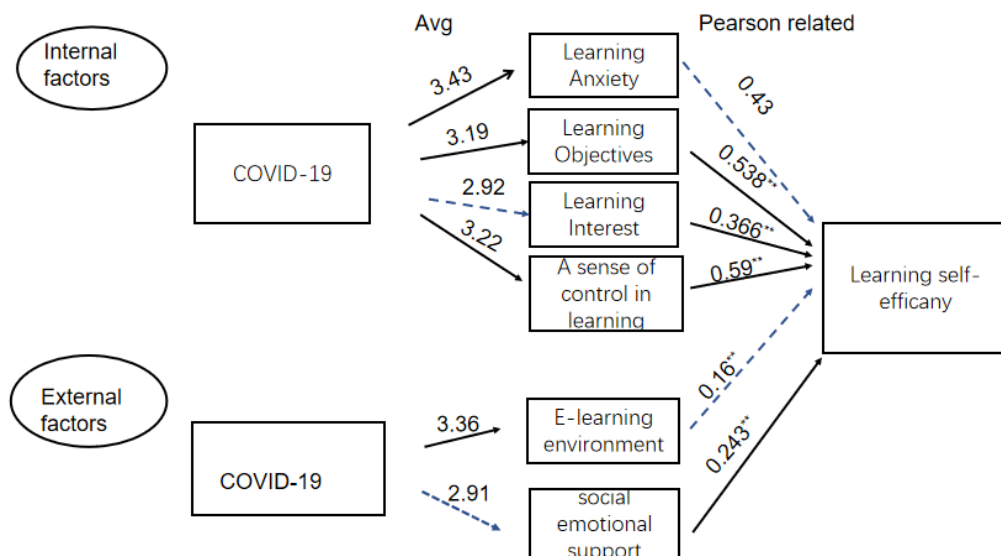 Avg
Pearson related
Internal
factors
COVID-19
3.43
3.19
2.92
3.22
Learning
Anxiety
Learning
Objectives
Learning
Interest
A sense of
control in
learning
0.43
0.538**
0.366**
0.59**
Learning self-
efficany
External
factors
COVID-19
3.36
2.91
E-learning
environment
social
emotional
support
0.16**
0.243**